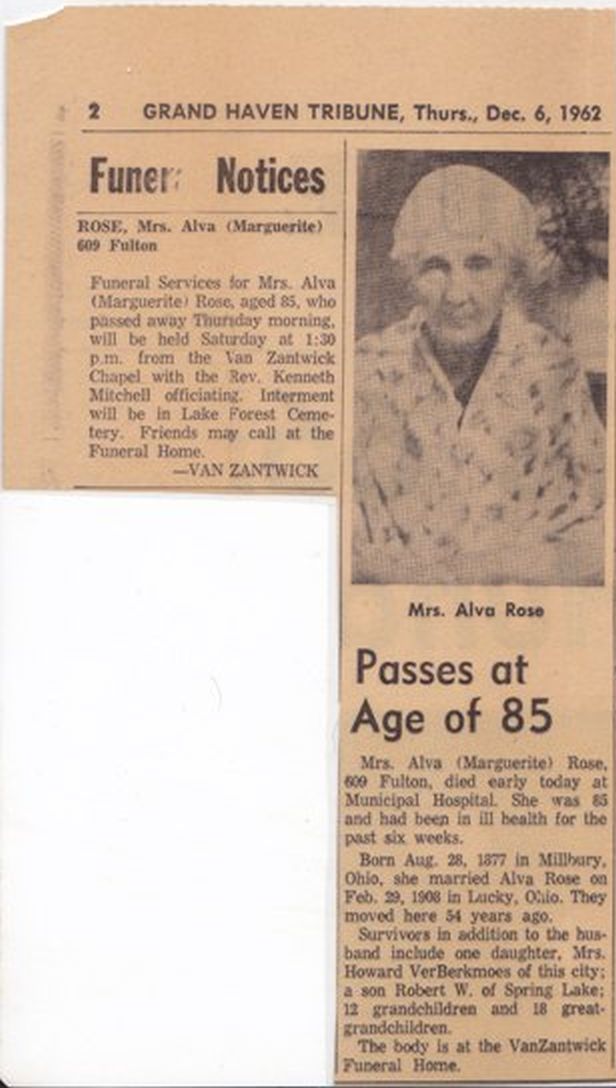 2 GRAND HAVEN TRIBUNE, Thurs., Dec. 6, 1962
Funer Notices
ROSE, Mrs. Alva (Marguerite)
609 Fulton
Funeral Services for Mrs. Alva
(Marguerite) Rose, aged 85, who
passed away Thursday morning,
will be held Saturday at 1:30
p.m. from the Van Zantwick
Chapel with the Rev. Kenneth
Mitchell officiating. Interment
will be in Lake Forest Ceme-
tery. Friends may call at the
Funeral Home.
—VAN ZANTWICK
Mrs. Alva Rose
Passes at
Age of 85
Mrs. Alva (Marguerite) Rose,
609 Fulton, died early today at
Municipal Hospital. She was 85
and had been in ill health for the
past six weeks.
Born Aug. 28, 1877 in Millbury,
Ohio, she married Alva Rose on
Feb. 29, 1908 in Lucky, Ohio. They
moved here 54 years ago.
Survivors in addition to the hus-
band include one daughter, Mrs.
Howard VerBerkmoes of this city;
a son Robert W. of Spring Lake;
12 grandchildren and 18 great-
grandchildren.
The body is at the VanZantwick
Funeral Home.